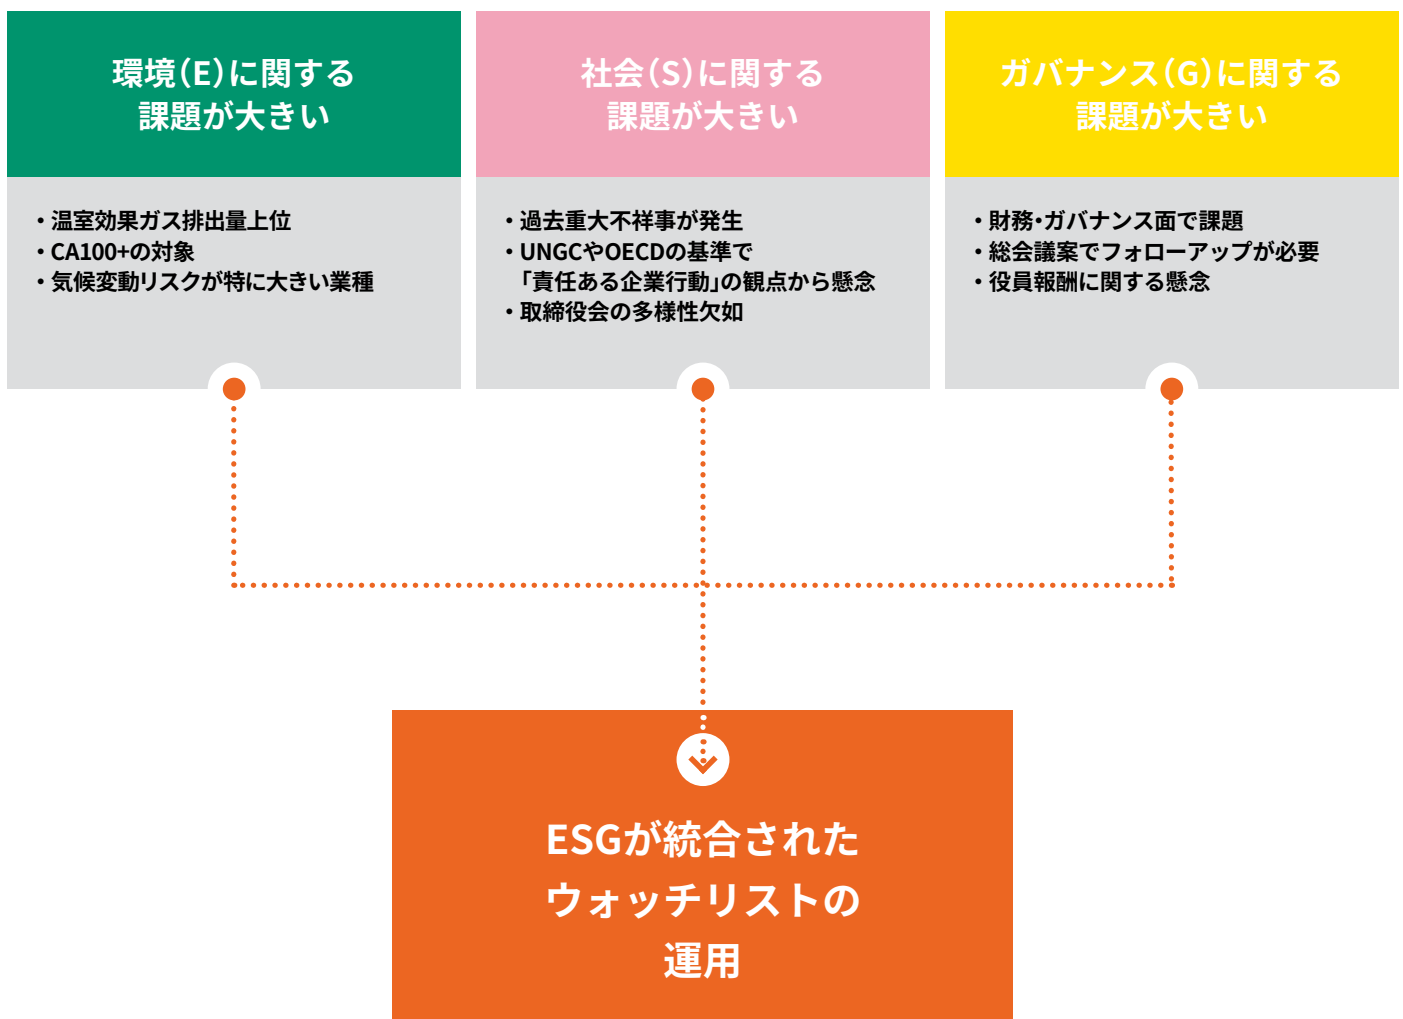 環境（E）に関する
課題が大きい
・温室効果ガス排出量上位
・CA100+の対象
・気候変動リスクが特に大きい業種
社会（S）に関する
課題が大きい
・過去重大不祥事が発生
・UNGCやOECDの基準で
「責任ある企業行動」の観点から懸念
・取締役会の多様性欠如
ガバナンス（G）に関する
課題が大きい
・財務・ガバナンス面で課題
・総会議案でフォローアップが必要
・役員報酬に関する懸念
ESGが統合された
ウォッチリストの
運用